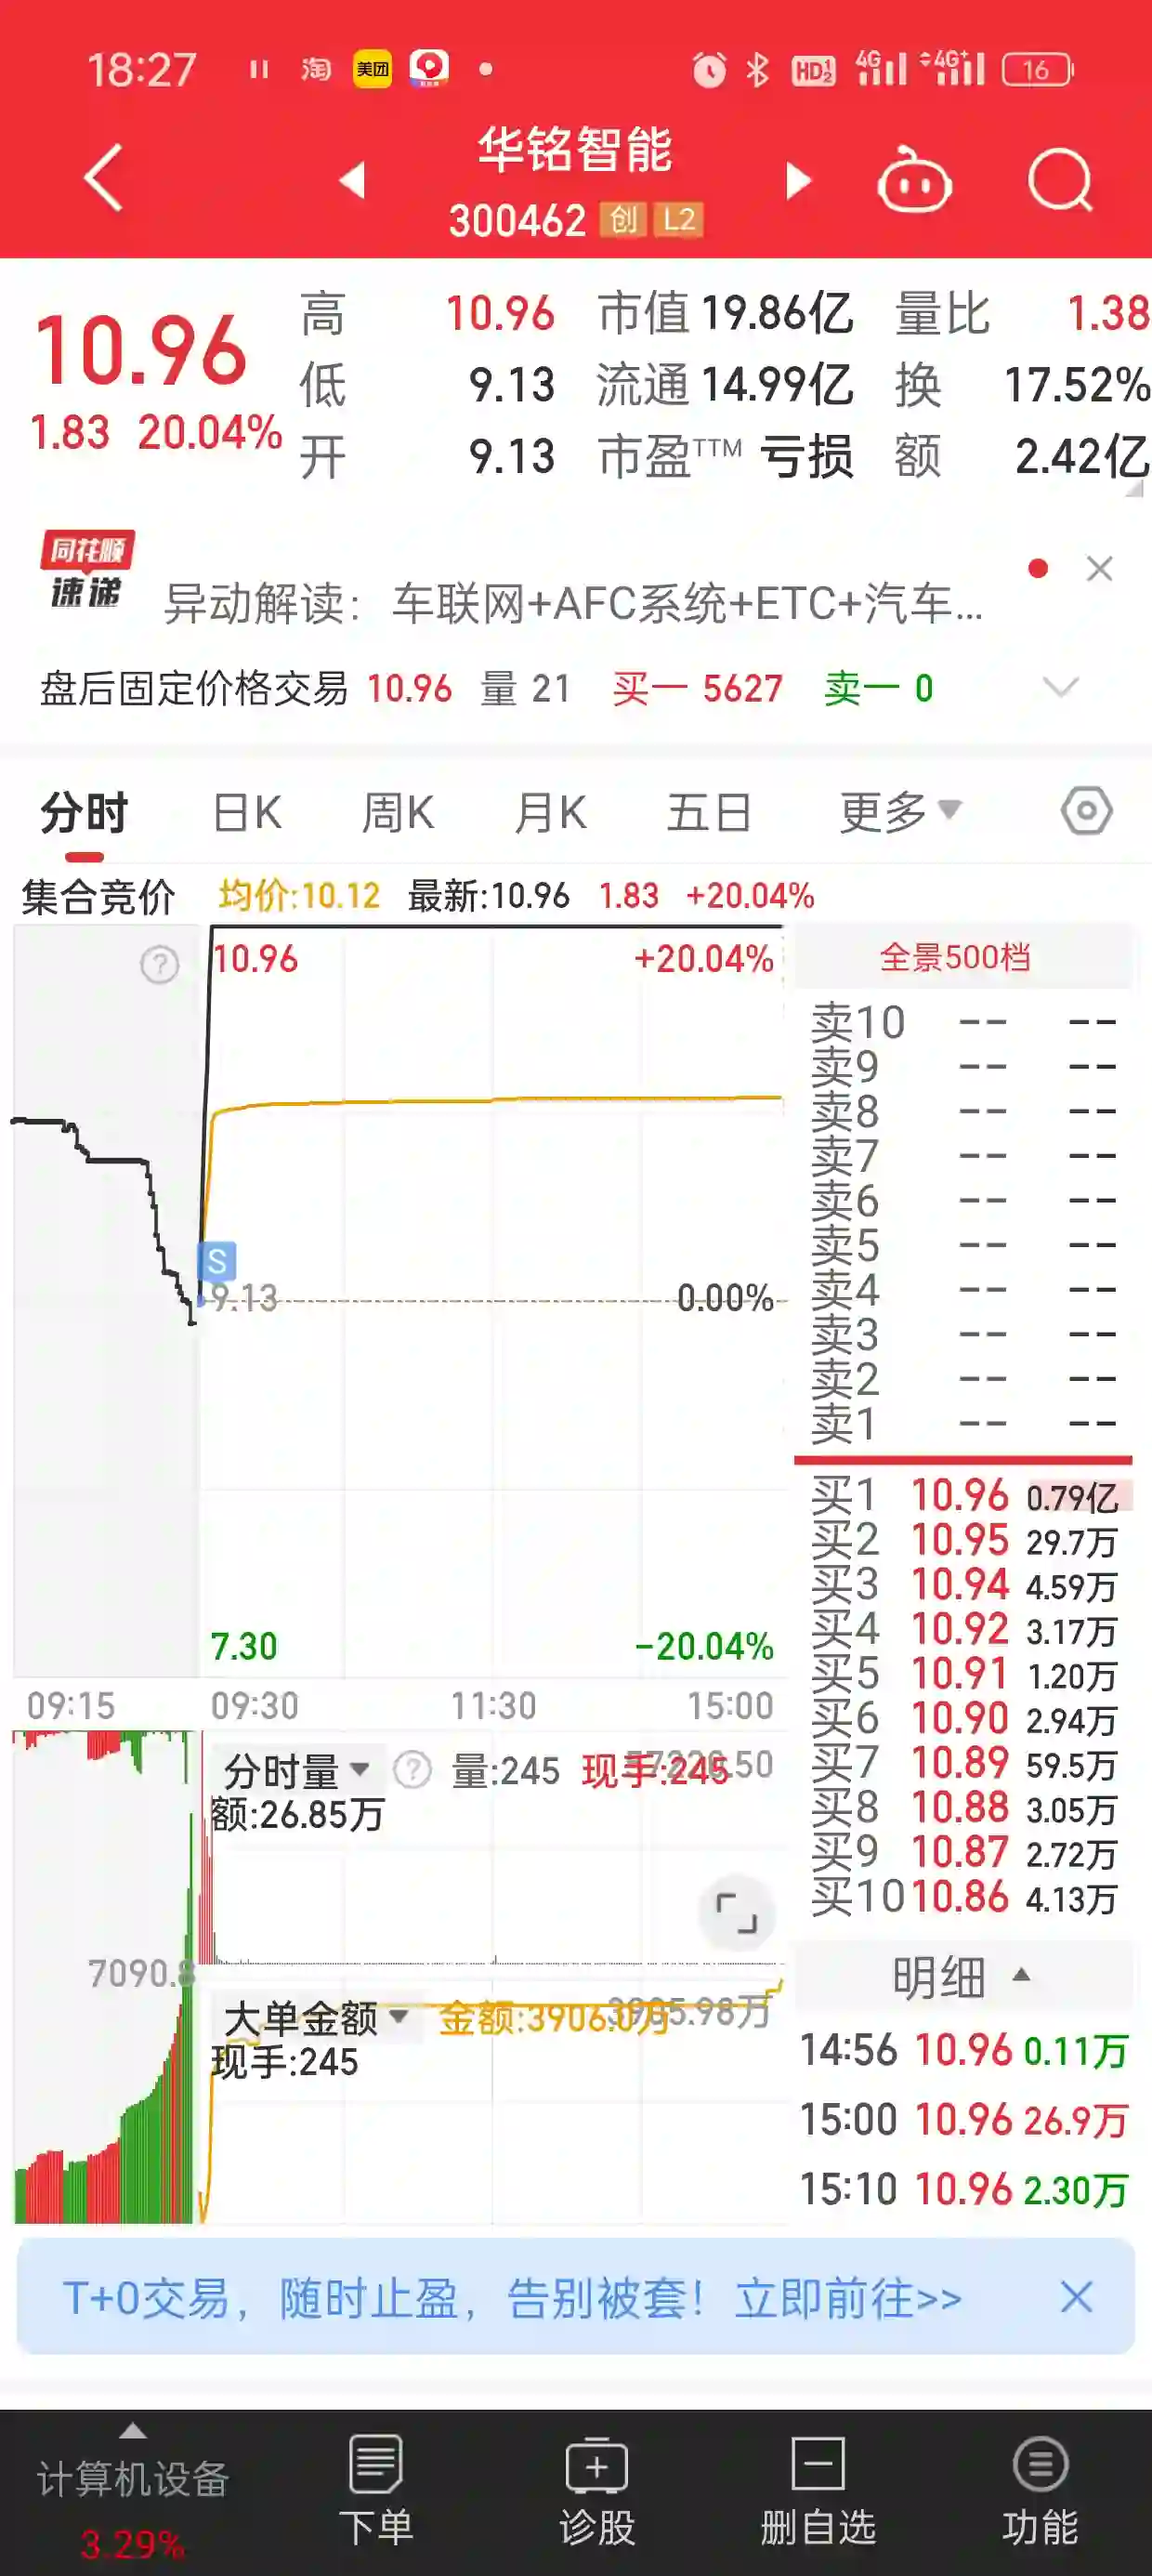 18:27 淘 美团 HD 1 2 4G 4G+ 16
华铭智能
300462 创 L2
10.96
1.83 20.04%
高 10.96 市值 19.86亿 量比 1.38
低 9.13 流通 14.99亿 换 17.52%
开 9.13 市盈TTM 亏损 额 2.42亿
同花顺
速递
异动解读：车联网+AFC系统+ETC+汽车...
盘后固定价格交易 10.96 量 21 买一 5627 卖一 0
分时 日K 周K 月K 五日 更多
集合竞价 均价:10.12 最新:10.96 1.83 +20.04%
? 10.96 +20.04%
S
9.13 0.00%
7.30 -20.04%
09:15 09:30 11:30 15:00
分时量 ? 量:245 现手:245
额:26.85万
7090.8
大单金额 金额:3906.0万
现手:245
全景500档
卖10 -- --
卖9 -- --
卖8 -- --
卖7 -- --
卖6 -- --
卖5 -- --
卖4 -- --
卖3 -- --
卖2 -- --
卖1 -- --
买1 10.96 0.79亿
买2 10.95 29.7万
买3 10.94 4.59万
买4 10.92 3.17万
买5 10.91 1.20万
买6 10.90 2.94万
买7 10.89 59.5万
买8 10.88 3.05万
买9 10.87 2.72万
买10 10.86 4.13万
明细
14:56 10.96 0.11万
15:00 10.96 26.9万
15:10 10.96 2.30万
T+0交易，随时止盈，告别被套！立即前往>>
计算机设备
3.29%
下单
诊股
删自选
功能